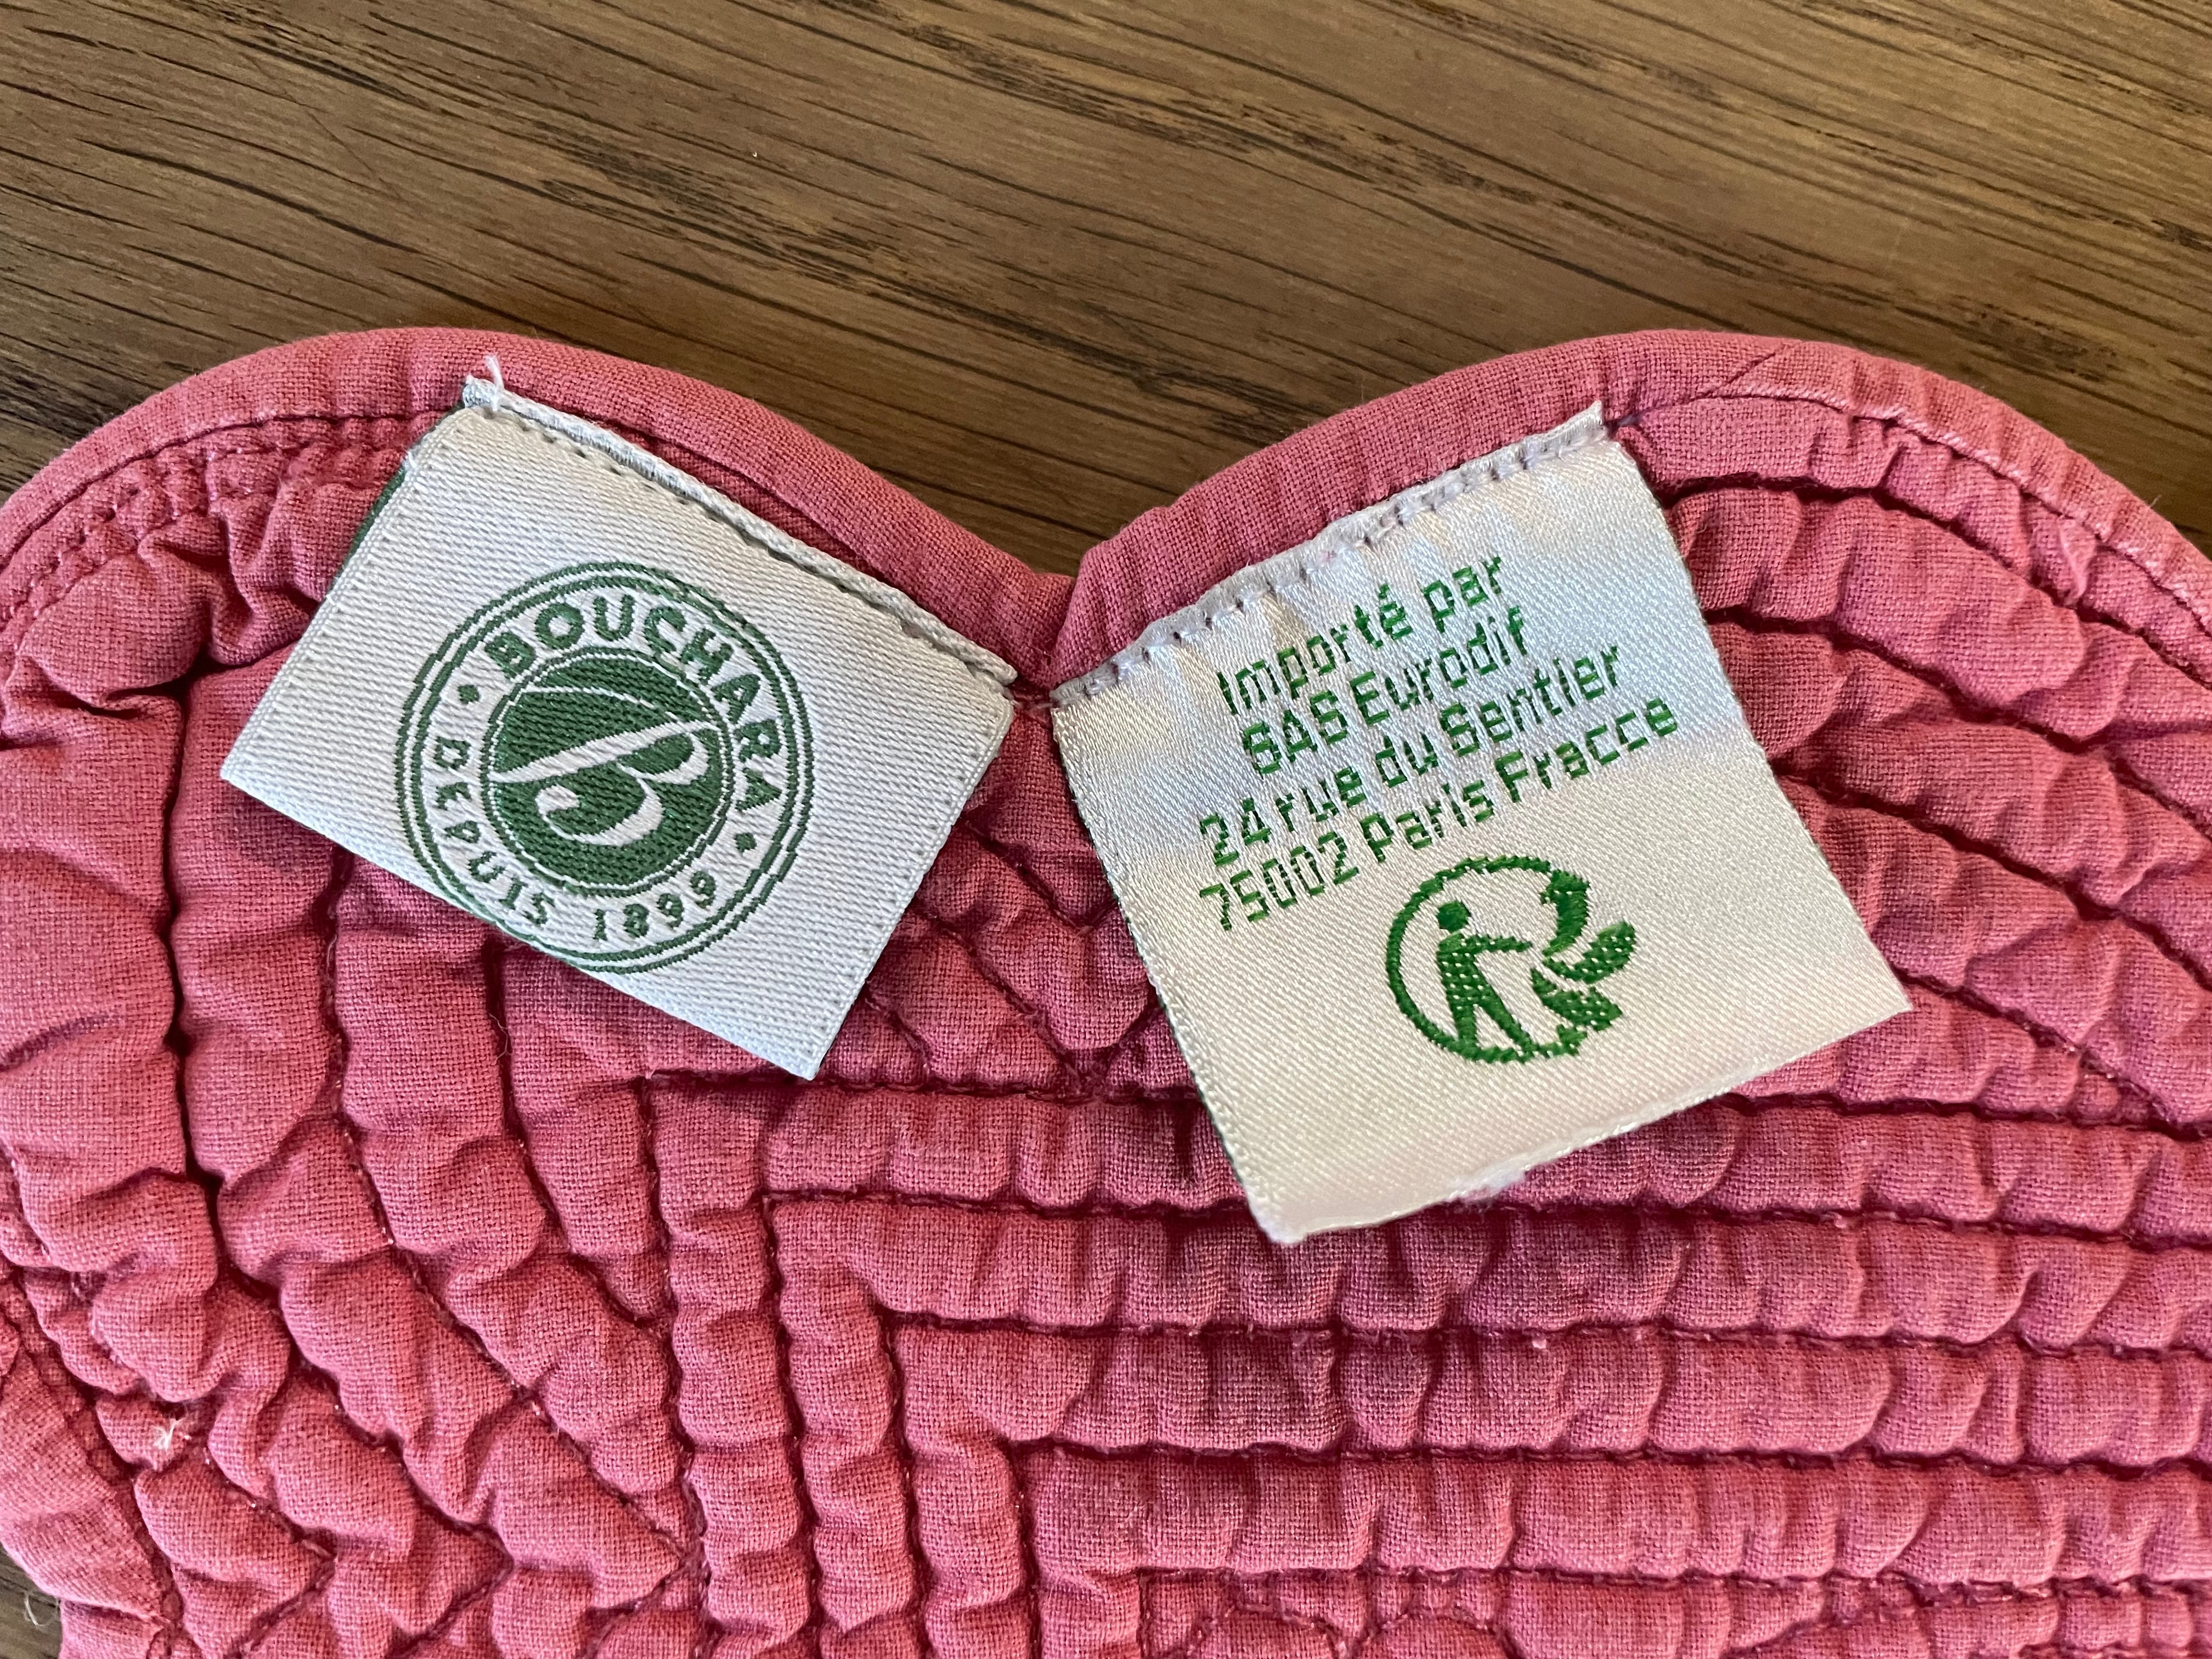 BOUCHARA
DEPUIS 1899
Importé par
SAS Eurodif
24 rue du Sentier
75002 Paris Fracce